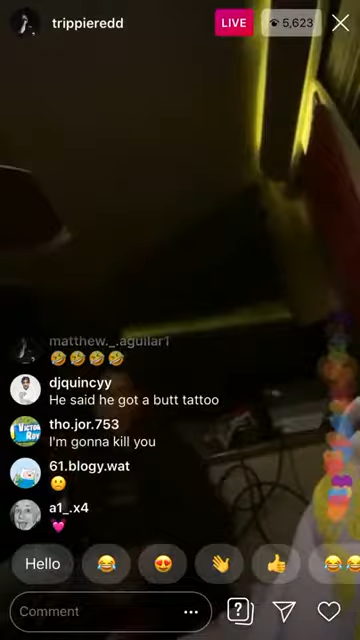 trippieredd
LIVE
5,623
matthew._.aguilar1
🤣🤣🤣🤣
djquincyy
He said he got a butt tattoo
tho.jor.753
I'm gonna kill you
61.blogy.wat
🙁
a1_.x4
💓
Hello
😂 😍 👋 👍 😂😂
Comment